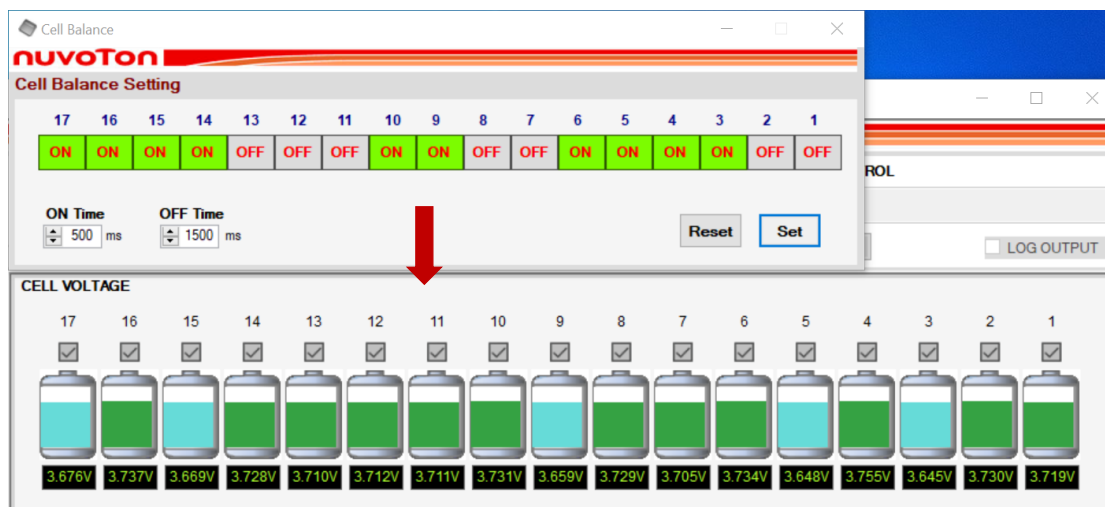 Cell Balance
nuvoTon
Cell Balance Setting
17 16 15 14 13 12 11 10 9 8 7 6 5 4 3 2 1
ON ON ON ON OFF OFF OFF ON ON OFF OFF ON ON ON ON OFF OFF
ROL
ON Time OFF Time
500 ms 1500 ms Reset Set
LOG OUTPUT
CELL VOLTAGE
17 16 15 14 13 12 11 10 9 8 7 6 5 4 3 2 1
3.676V 3.737V 3.669V 3.728V 3.710V 3.712V 3.711V 3.731V 3.659V 3.729V 3.705V 3.734V 3.648V 3.755V 3.645V 3.730V 3.719V